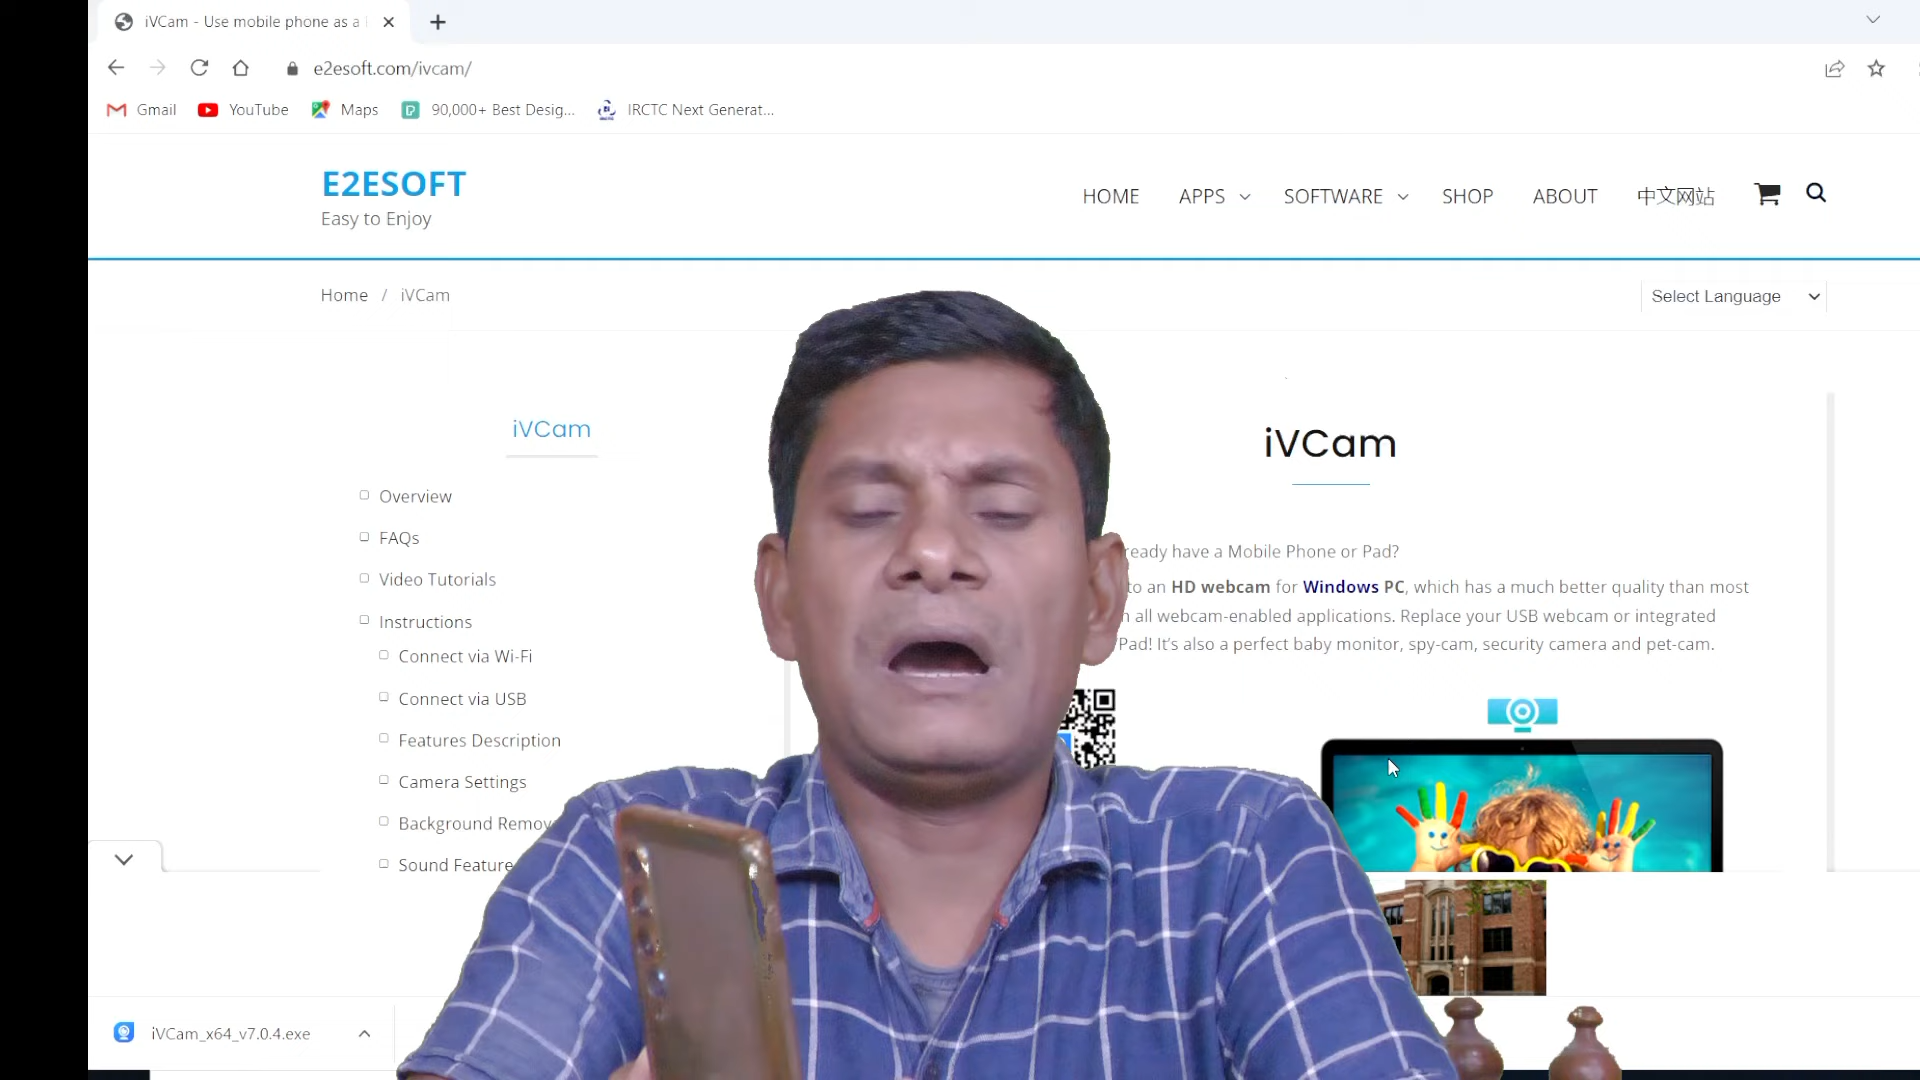 iVCam - Use mobile phone as a
e2esoft.com/ivcam/
Gmail YouTube Maps 90,000+ Best Desig... IRCTC Next Generat...
E2ESOFT
Easy to Enjoy
HOME APPS SOFTWARE SHOP ABOUT 中文网站
Home / iVCam
Select Language
iVCam
Overview
FAQs
Video Tutorials
Instructions
Connect via Wi-Fi
Connect via USB
Features Description
Camera Settings
Background Remov
Sound Feature
iVCam
ready have a Mobile Phone or Pad?
to an HD webcam for Windows PC, which has a much better quality than most
all webcam-enabled applications. Replace your USB webcam or integrated
Pad! It's also a perfect baby monitor, spy-cam, security camera and pet-cam.
iVCam_x64_v7.0.4.exe